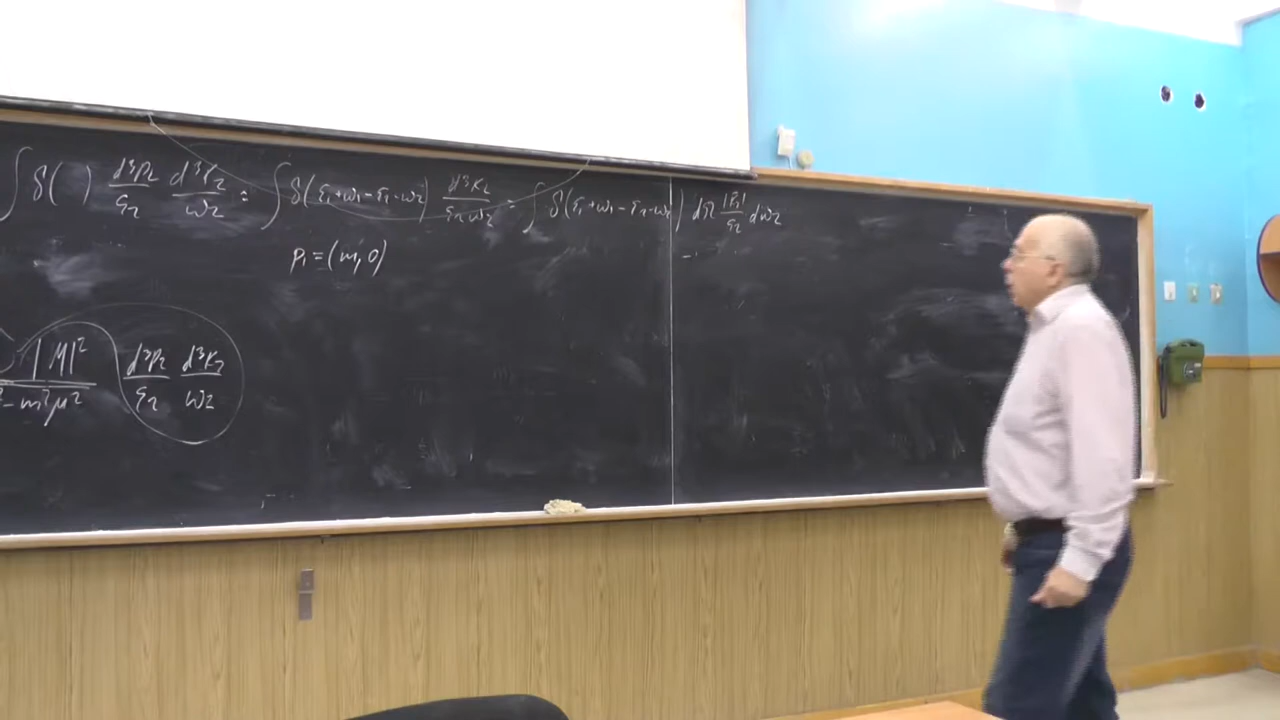 ∫ δ( ) d³p₂/ε₂ d³k₂/ω₂ = ∫ δ(ε₁+ω₁−ε₂−ω₂) d³k₂/ε₂ω₂ = ∫ δ(ε₁+ω₁−ε₂−ω₂) dΩ |k₂|/ε₂ dω₂
p₁ = (m, 0)
|M|² d³p₂/ε₂ d³k₂/ω₂
− m²μ²